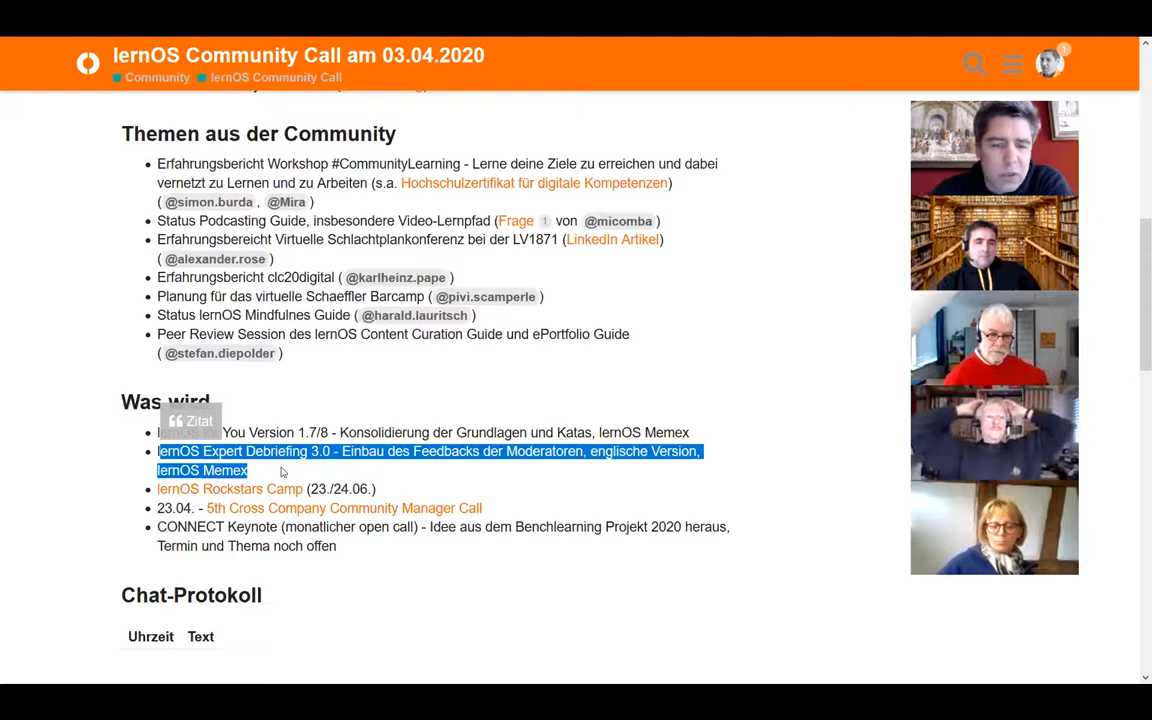 lernOS Community Call am 03.04.2020
Community lernOS Community Call
1
Themen aus der Community
Erfahrungsbericht Workshop #CommunityLearning - Lerne deine Ziele zu erreichen und dabei
vernetzt zu Lernen und zu Arbeiten (s.a. Hochschulzertifikat für digitale Kompetenzen)
( @simon.burda , @Mira )
Status Podcasting Guide, insbesondere Video-Lernpfad (Frage 1 von @micomba )
Erfahrungsbereicht Virtuelle Schlachtplankonferenz bei der LV1871 (LinkedIn Artikel)
( @alexander.rose )
Erfahrungsbericht clc20digital ( @karlheinz.pape )
Planung für das virtuelle Schaeffler Barcamp ( @pivi.scamperle )
Status lernOS Mindfulnes Guide ( @harald.lauritsch )
Peer Review Session des lernOS Content Curation Guide und ePortfolio Guide
( @stefan.diepolder )
Was wird
Zitat
You Version 1.7/8 - Konsolidierung der Grundlagen und Katas, lernOS Memex
lernOS Expert Debriefing 3.0 - Einbau des Feedbacks der Moderatoren, englische Version,
lernOS Memex
lernOS Rockstars Camp (23./24.06.)
23.04. - 5th Cross Company Community Manager Call
CONNECT Keynote (monatlicher open call) - Idee aus dem Benchlearning Projekt 2020 heraus,
Termin und Thema noch offen
Chat-Protokoll
Uhrzeit Text